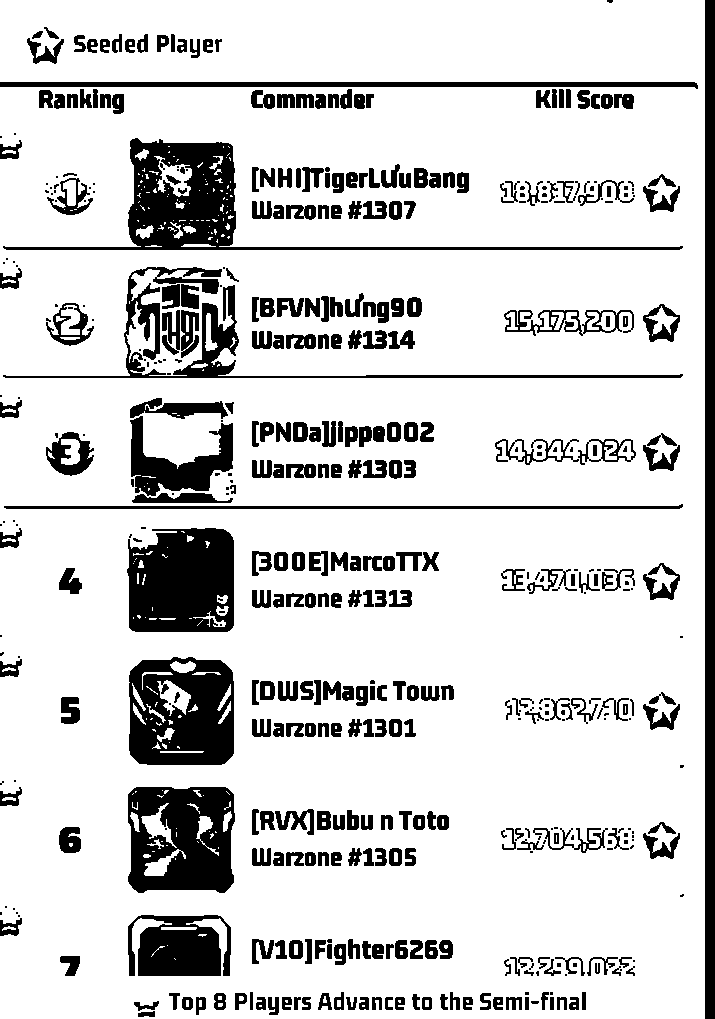 Seeded Player
Ranking Commander Kill Score
1 [NHI]TigerLưuBang 18,817,908
Warzone #1307
2 [BFVN]hưng90 15,175,200
Warzone #1314
3 [PNDa]jippe002 14,844,024
Warzone #1303
4 [300E]MarcoTTX 13,470,036
Warzone #1313
5 [DWS]Magic Town 12,862,710
Warzone #1301
6 [RVX]Bubu n Toto 12,704,568
Warzone #1305
7 [V10]Fighter6269 12,299,022
Top 8 Players Advance to the Semi-final